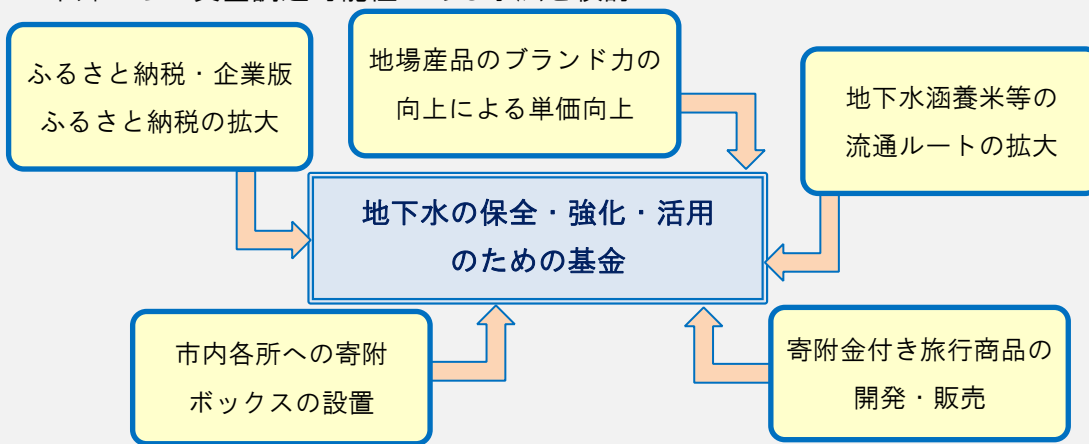 ふるさと納税・企業版
ふるさと納税の拡大
地場産品のブランド力の
向上による単価向上
地下水涵養米等の
流通ルートの拡大
地下水の保全・強化・活用
のための基金
市内各所への寄附
ボックスの設置
寄附金付き旅行商品の
開発・販売